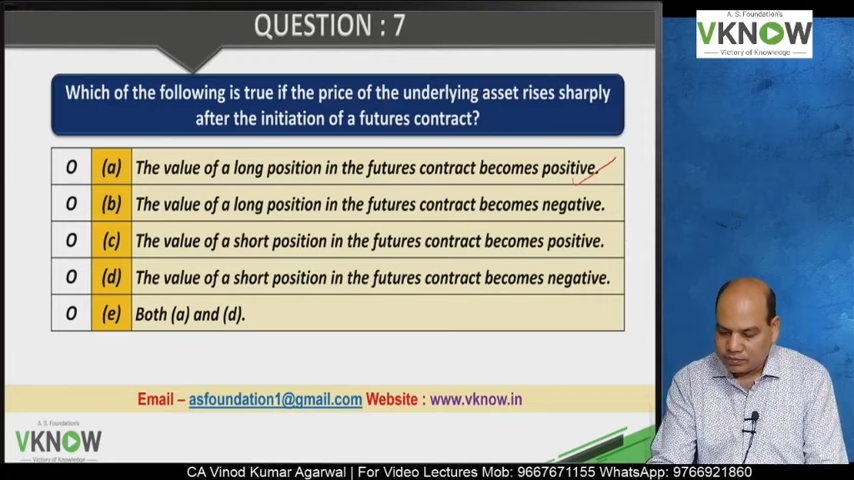 QUESTION : 7
A. S. Foundation's
VKNOW
Victory of Knowledge
Which of the following is true if the price of the underlying asset rises sharply
after the initiation of a futures contract?
O (a) The value of a long position in the futures contract becomes positive.
O (b) The value of a long position in the futures contract becomes negative.
O (c) The value of a short position in the futures contract becomes positive.
O (d) The value of a short position in the futures contract becomes negative.
O (e) Both (a) and (d).
Email – asfoundation1@gmail.com Website : www.vknow.in
A. S. Foundation's
VKNOW
Victory of Knowledge
CA Vinod Kumar Agarwal | For Video Lectures Mob: 9667671155 WhatsApp: 9766921860